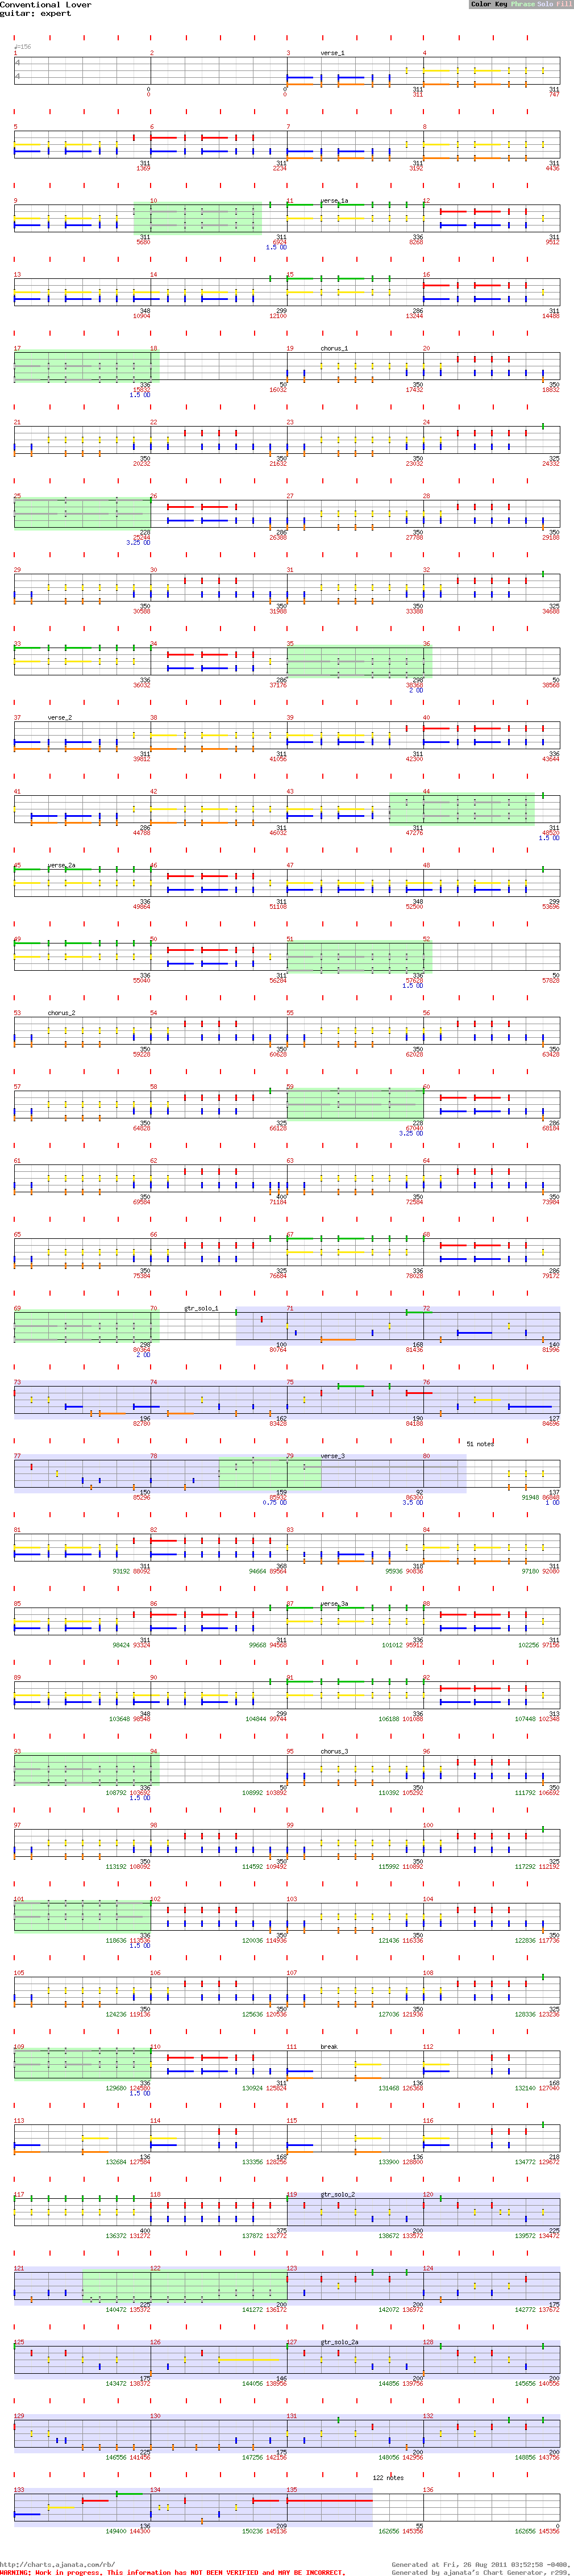 Conventional Lover
guitar: expert
Color Key Phrase Solo Fill
♩=156
1 2 3 verse_1 4
4
4
0 0 311 311
0 0 311 747
5 6 7 8
311 311 311 311
1369 2234 3192 4436
9 10 11 verse_1a 12
311 311 336 311
5680 6924 8268 9512
1.5 OD
13 14 15 16
348 299 286 311
10904 12100 13244 14488
17 18 19 chorus_1 20
336 50 350 350
15832 16032 17432 18832
1.5 OD
21 22 23 24
350 350 350 325
20232 21632 23032 24332
25 26 27 28
228 286 350 350
25244 26388 27788 29188
3.25 OD
29 30 31 32
350 350 350 325
30588 31988 33388 34688
33 34 35 36
336 286 298 50
36032 37176 38368 38568
2 OD
37 verse_2 38 39 40
311 311 311 336
39812 41056 42300 43644
41 42 43 44
286 311 311 311
44788 46032 47276 48520
1.5 OD
45 verse_2a 46 47 48
336 311 348 299
49864 51108 52500 53696
49 50 51 52
336 311 336 50
55040 56284 57628 57828
1.5 OD
53 chorus_2 54 55 56
350 350 350 350
59228 60628 62028 63428
57 58 59 60
350 325 228 286
64828 66128 67040 68184
3.25 OD
61 62 63 64
350 400 350 350
69584 71184 72584 73984
65 66 67 68
350 325 336 286
75384 76684 78028 79172
69 70 gtr_solo_1 71 72
298 100 168 140
80364 80764 81436 81996
2 OD
73 74 75 76
196 162 190 127
82780 83428 84188 84696
51 notes
77 78 79 verse_3 80
150 159 92 137
85296 85932 86300 91948 86848
0.75 OD 3.5 OD 1 OD
81 82 83 84
311 368 318 311
93192 88092 94664 89564 95936 90836 97180 92080
85 86 87 verse_3a 88
311 311 336 311
98424 93324 99668 94568 101012 95912 102256 97156
89 90 91 92
348 299 336 313
103648 98548 104844 99744 106188 101088 107448 102348
93 94 95 chorus_3 96
336 50 350 350
108792 103692 108992 103892 110392 105292 111792 106692
1.5 OD
97 98 99 100
350 350 350 325
113192 108092 114592 109492 115992 110892 117292 112192
101 102 103 104
336 350 350 350
118636 113536 120036 114936 121436 116336 122836 117736
1.5 OD
105 106 107 108
350 350 350 325
124236 119136 125636 120536 127036 121936 128336 123236
109 110 111 break 112
336 311 136 168
129680 124580 130924 125824 131468 126368 132140 127040
1.5 OD
113 114 115 116
136 168 136 218
132684 127584 133356 128256 133900 128800 134772 129672
117 118 119 gtr_solo_2 120
400 375 200 225
136372 131272 137872 132772 138672 133572 139572 134472
121 122 123 124
225 200 200 175
140472 135372 141272 136172 142072 136972 142772 137672
125 126 127 gtr_solo_2a 128
175 146 200 200
143472 138372 144056 138956 144856 139756 145656 140556
129 130 131 132
225 175 200 200
146556 141456 147256 142156 148056 142956 148856 143756
122 notes
133 134 135 136
136 209 55 0
149400 144300 150236 145136 162656 145356 162656 145356
http://charts.ajanata.com/rb/
Generated at Fri, 26 Aug 2011 03:52:58 -0400.
WARNING: Work in progress. This information has NOT BEEN VERIFIED and MAY BE INCORRECT.
Generated by ajanata's Chart Generator, r299.